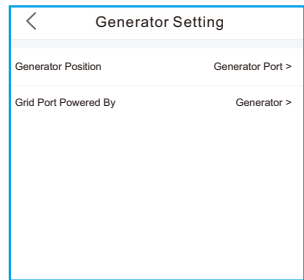 Generator Setting
Generator Position Generator Port >
Grid Port Powered By Generator >